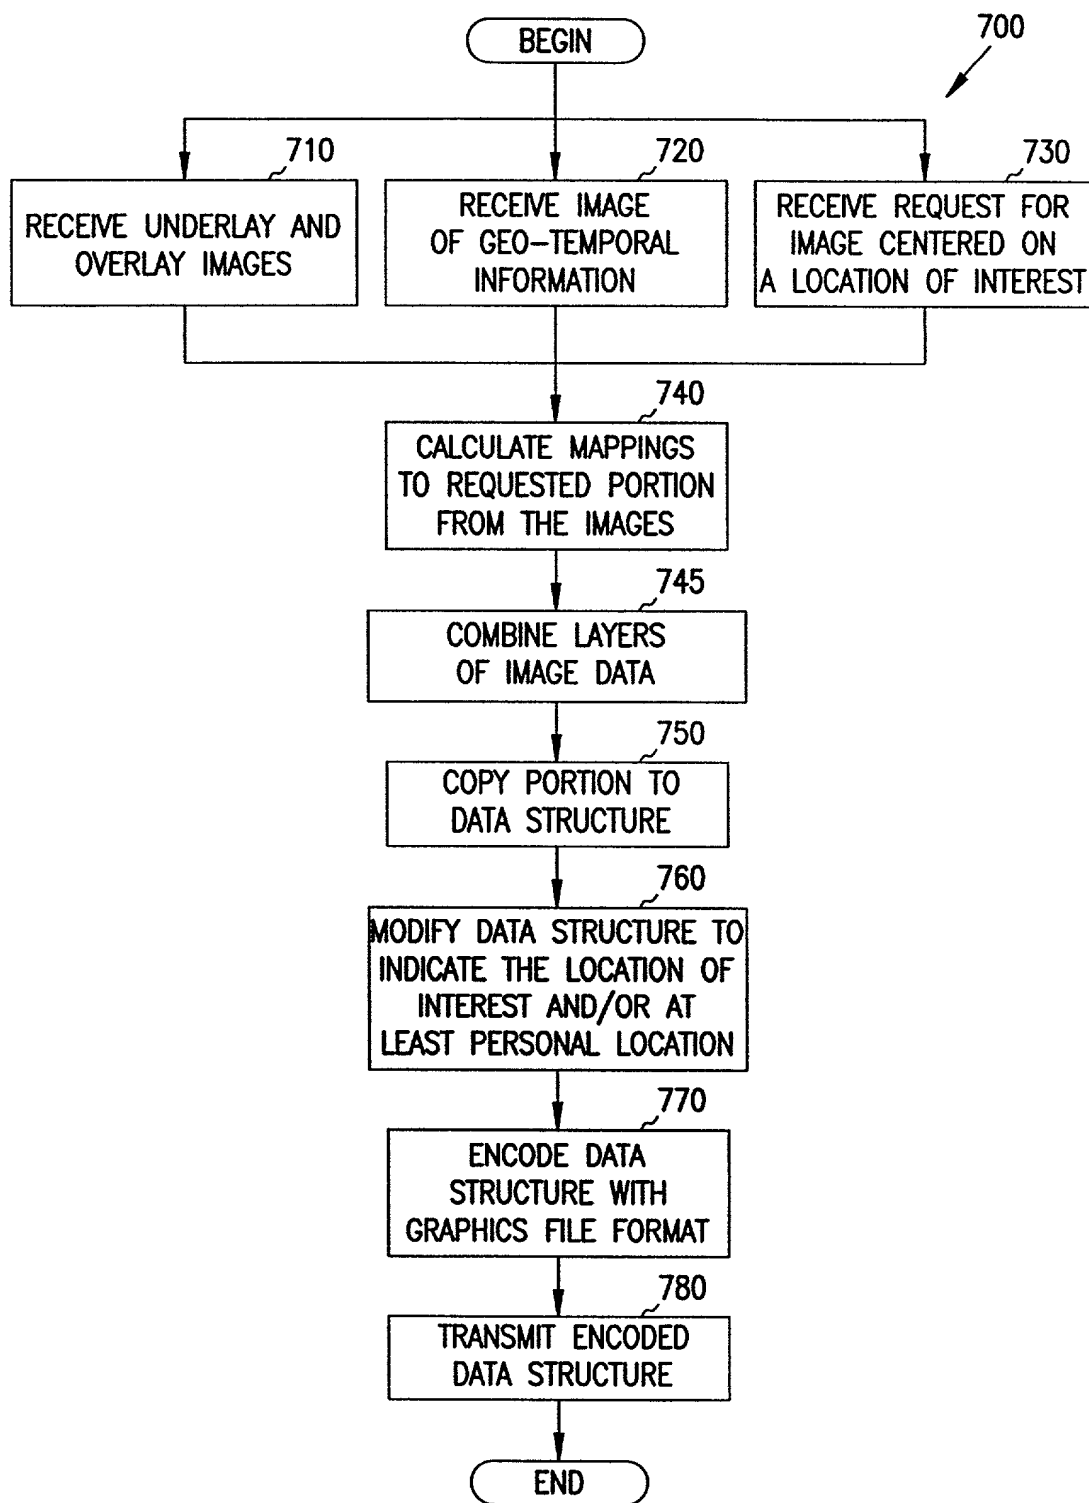 BEGIN
700
710
RECEIVE UNDERLAY AND
OVERLAY IMAGES
720
RECEIVE IMAGE
OF GEO-TEMPORAL
INFORMATION
730
RECEIVE REQUEST FOR
IMAGE CENTERED ON
A LOCATION OF INTEREST
740
CALCULATE MAPPINGS
TO REQUESTED PORTION
FROM THE IMAGES
745
COMBINE LAYERS
OF IMAGE DATA
750
COPY PORTION TO
DATA STRUCTURE
760
MODIFY DATA STRUCTURE TO
INDICATE THE LOCATION OF
INTEREST AND/OR AT
LEAST PERSONAL LOCATION
770
ENCODE DATA
STRUCTURE WITH
GRAPHICS FILE FORMAT
780
TRANSMIT ENCODED
DATA STRUCTURE
END